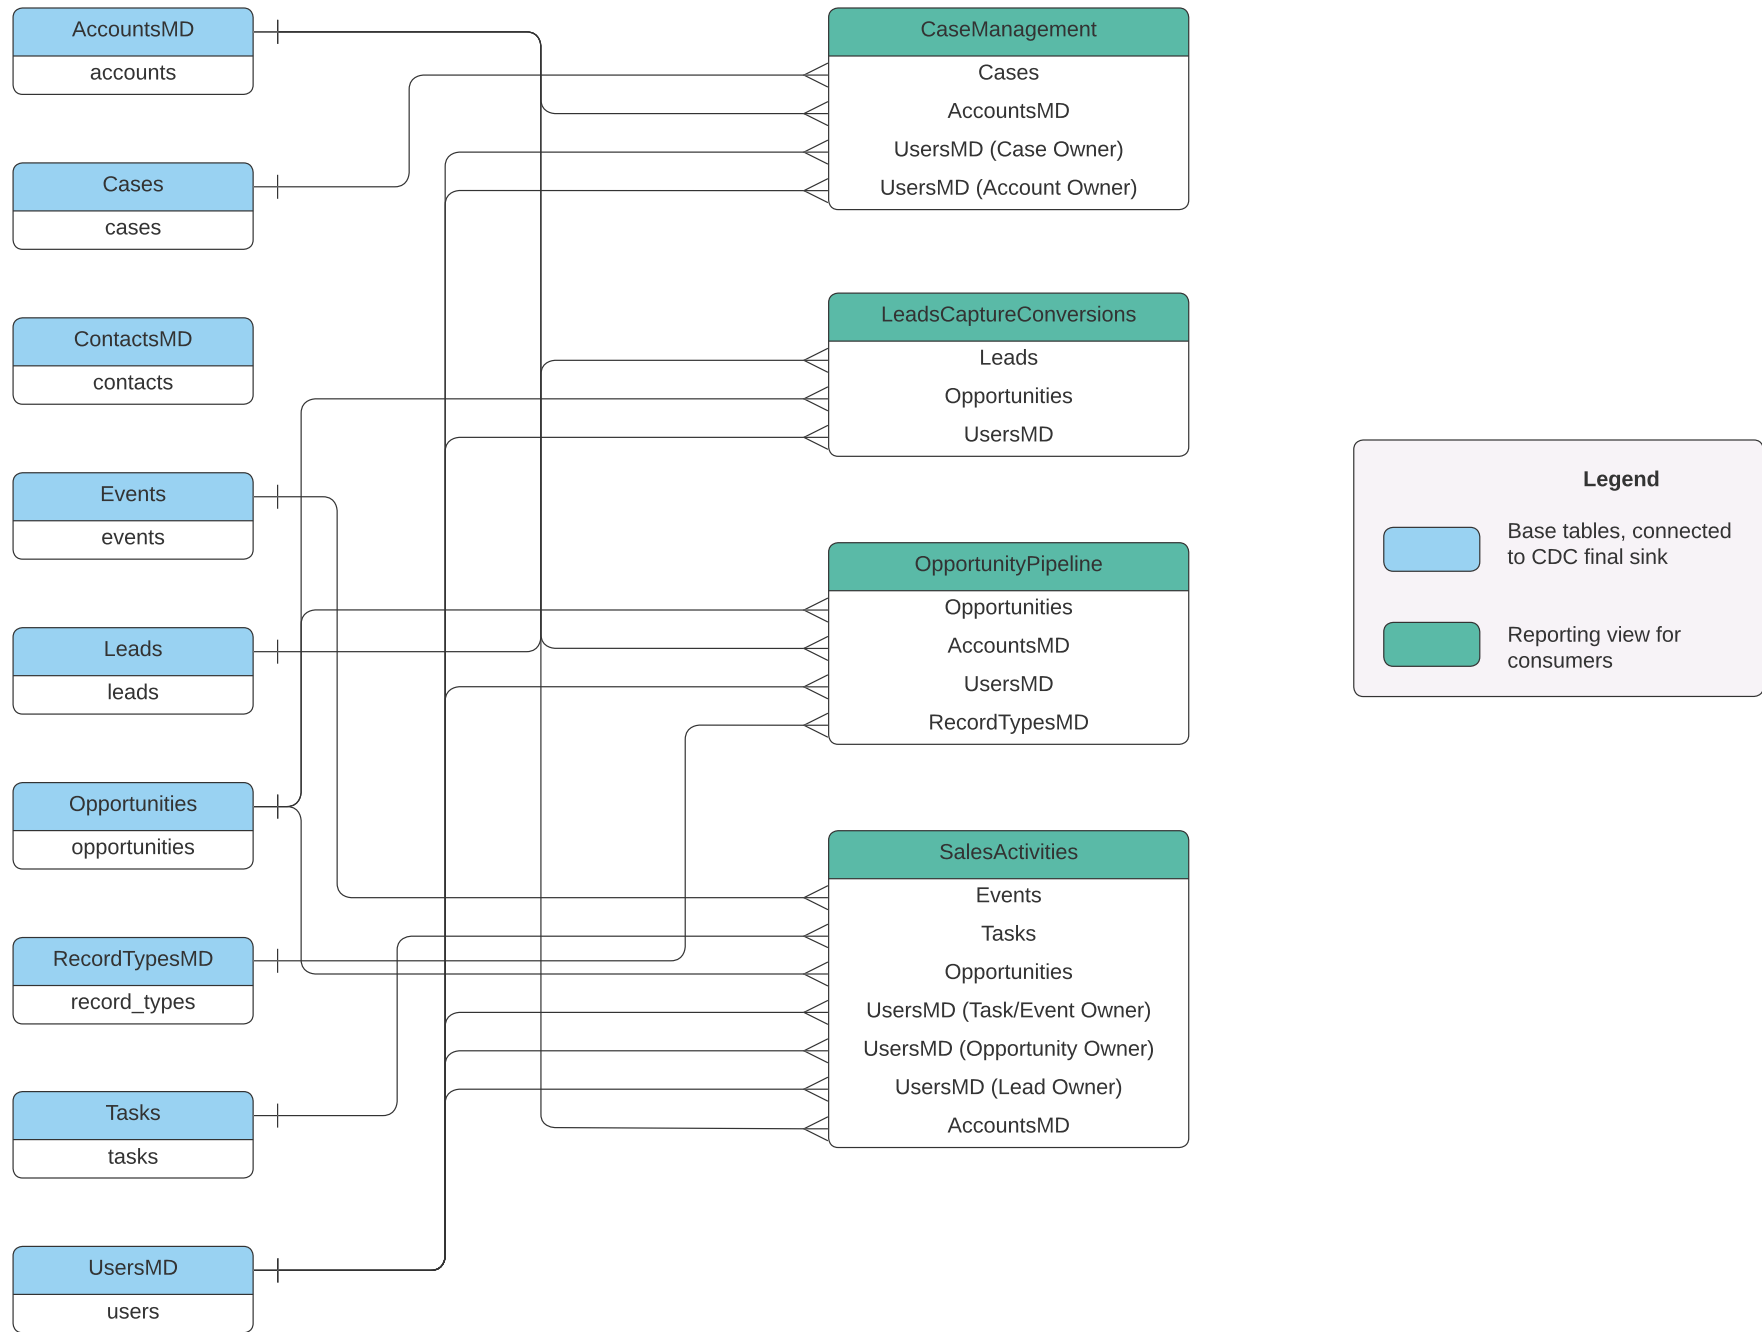 AccountsMD
accounts
Cases
cases
ContactsMD
contacts
Events
events
Leads
leads
Opportunities
opportunities
RecordTypesMD
record_types
Tasks
tasks
UsersMD
users
CaseManagement
Cases
AccountsMD
UsersMD (Case Owner)
UsersMD (Account Owner)
LeadsCaptureConversions
Leads
Opportunities
UsersMD
OpportunityPipeline
Opportunities
AccountsMD
UsersMD
RecordTypesMD
SalesActivities
Events
Tasks
Opportunities
UsersMD (Task/Event Owner)
UsersMD (Opportunity Owner)
UsersMD (Lead Owner)
AccountsMD
Legend
Base tables, connected
to CDC final sink
Reporting view for
consumers